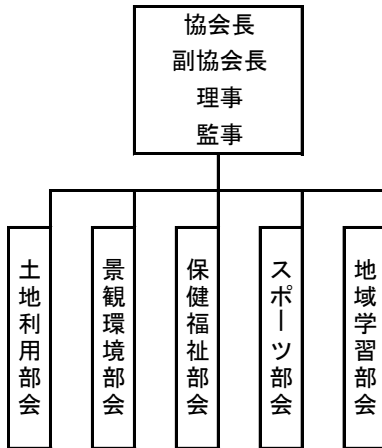 協会長
副協会長
理事
監事
土地利用部会
景観環境部会
保健福祉部会
スポーツ部会
地域学習部会